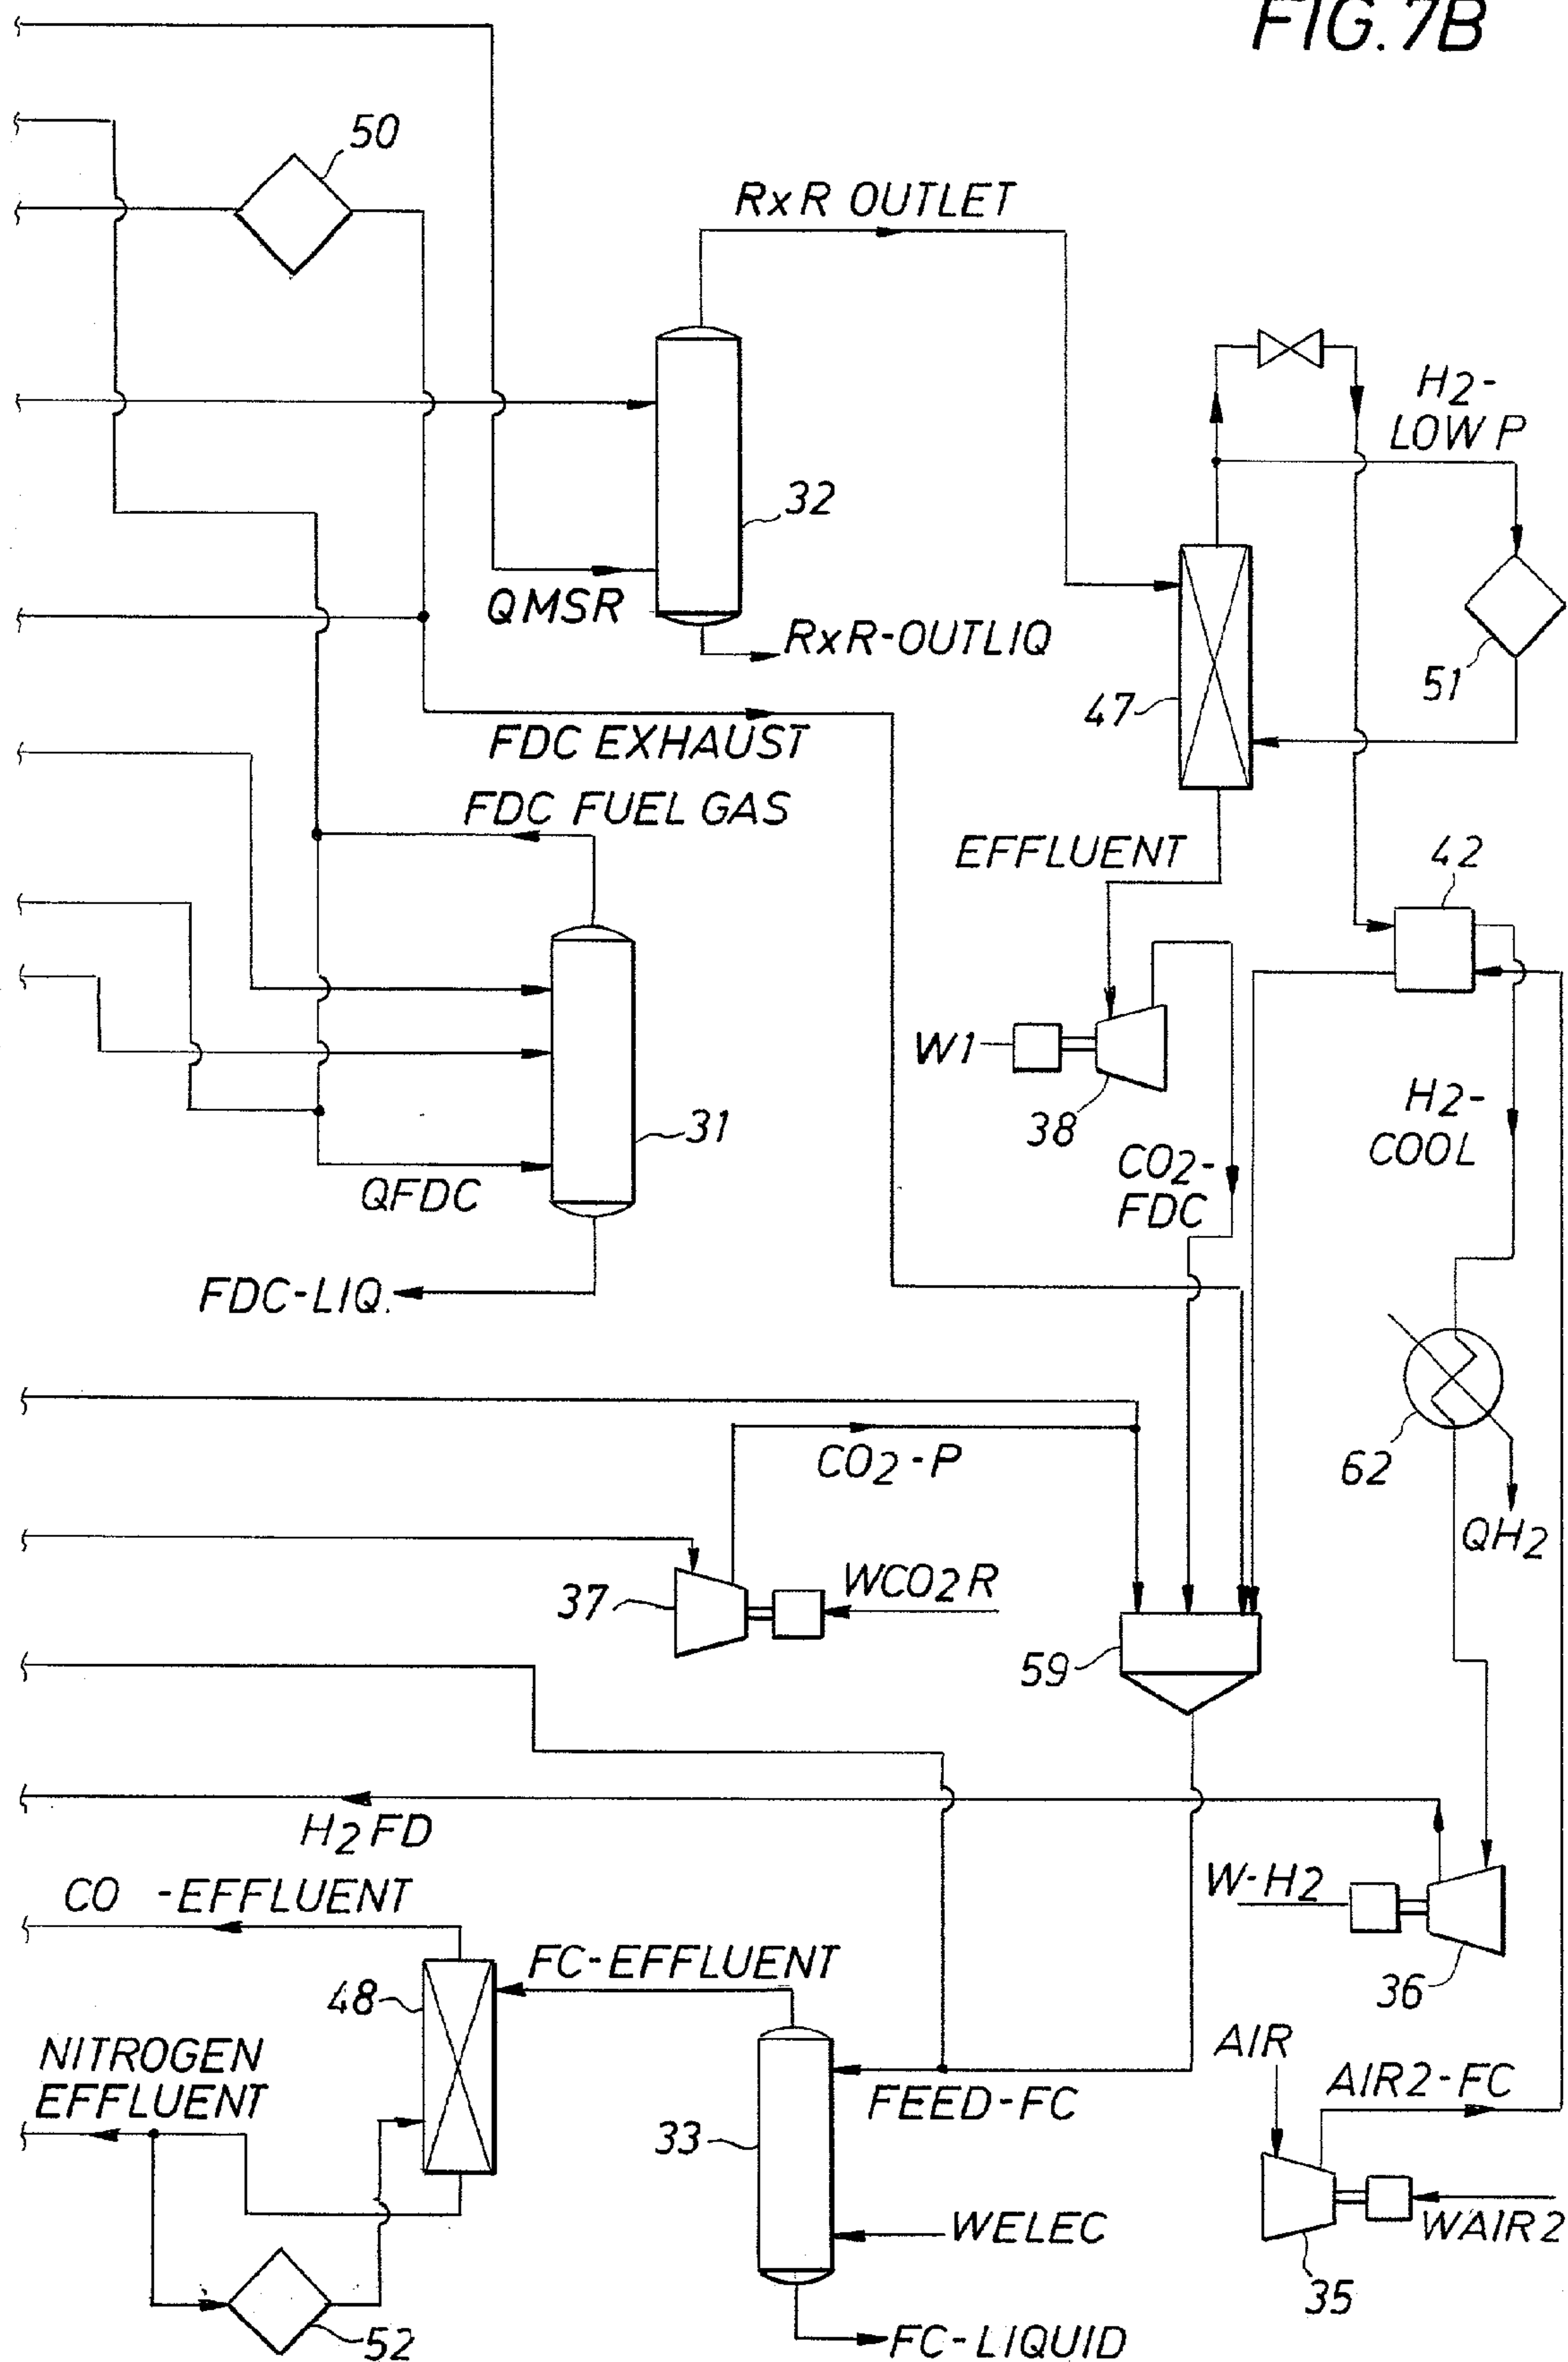 FIG. 7B
50
RxR OUTLET
H2-
LOW P
32
QMSR
RxR-OUTLIQ
51
47
FDC EXHAUST
FDC FUEL GAS
EFFLUENT
42
W1
38
31
H2-
COOL
CO2-
FDC
QFDC
FDC-LIQ.
CO2-P
62
QH2
37
WCO2R
59
H2FD
CO -EFFLUENT
W-H2
FC-EFFLUENT
48
36
NITROGEN
EFFLUENT
AIR
AIR2-FC
FEED-FC
33
WELEC
WAIR2
35
52
FC-LIQUID